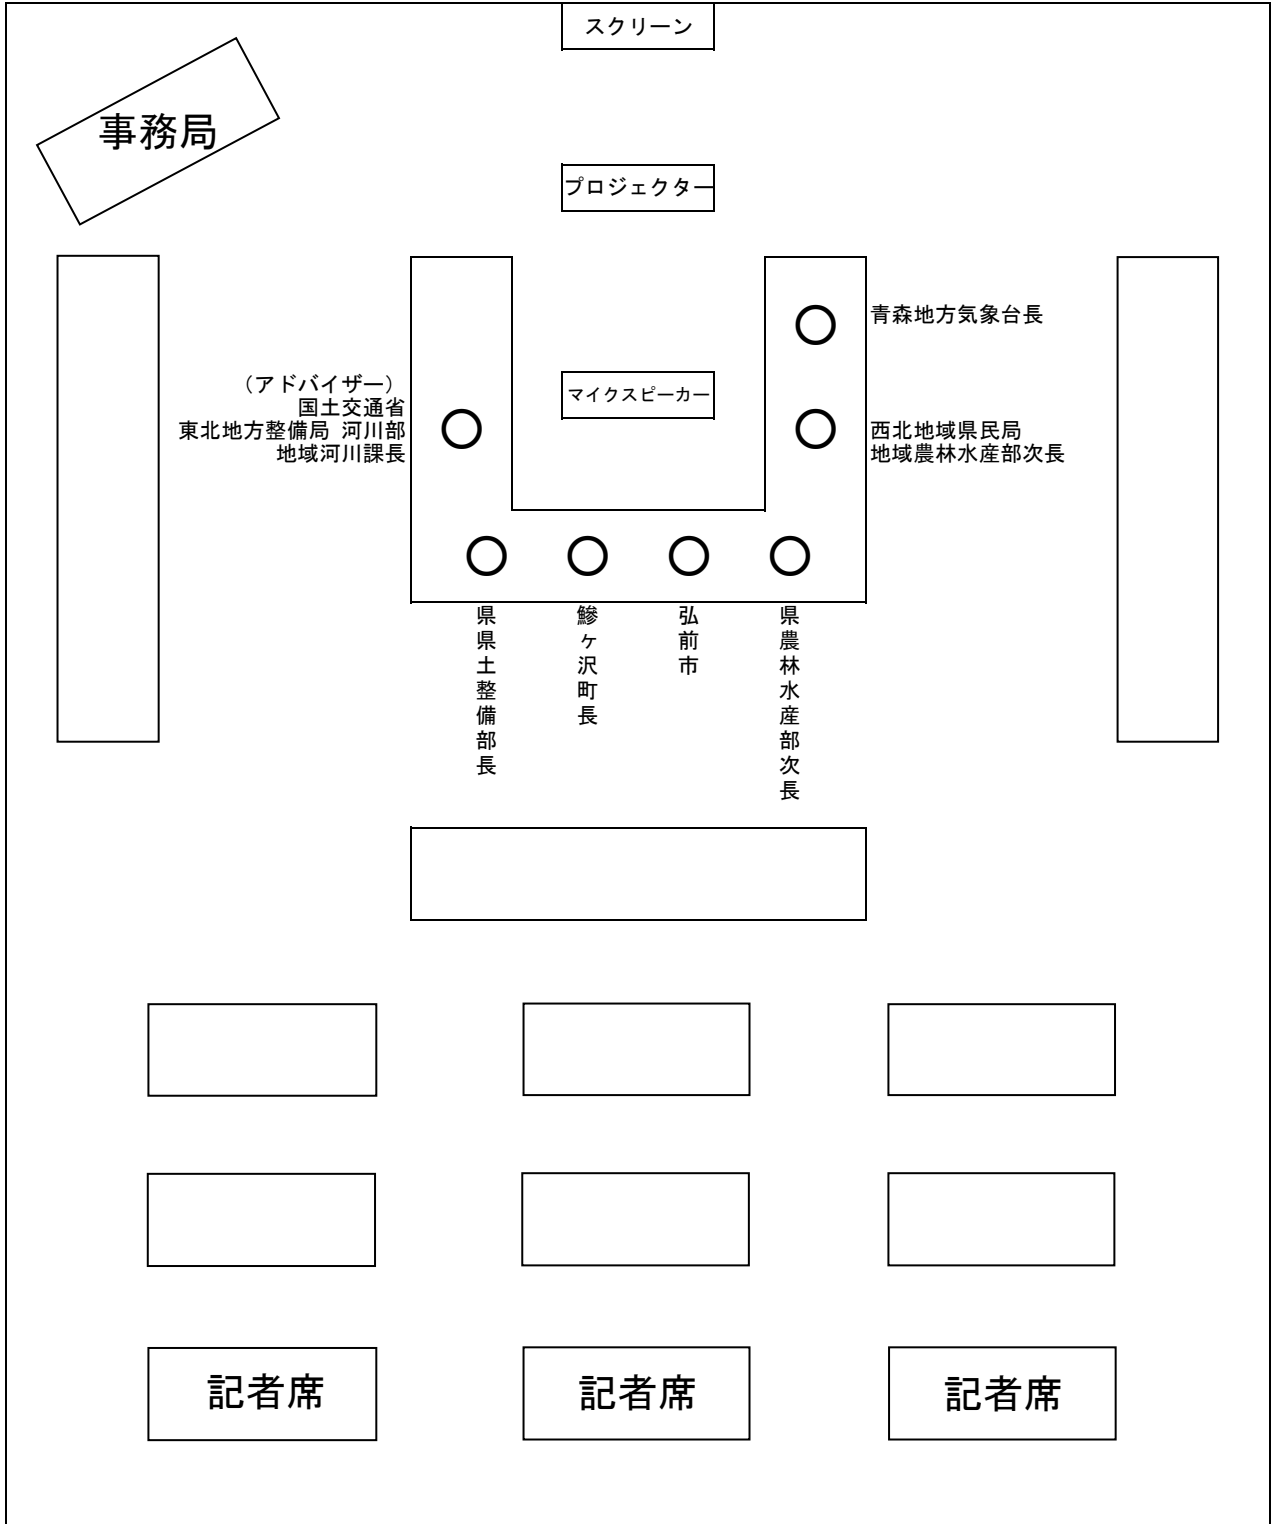 スクリーン
事務局
プロジェクター
青森地方気象台長
（アドバイザー）
国土交通省
東北地方整備局 河川部
地域河川課長
マイクスピーカー
西北地域県民局
地域農林水産部次長
県県土整備部長
鰺ヶ沢町長
弘前市
県農林水産部次長
記者席
記者席
記者席